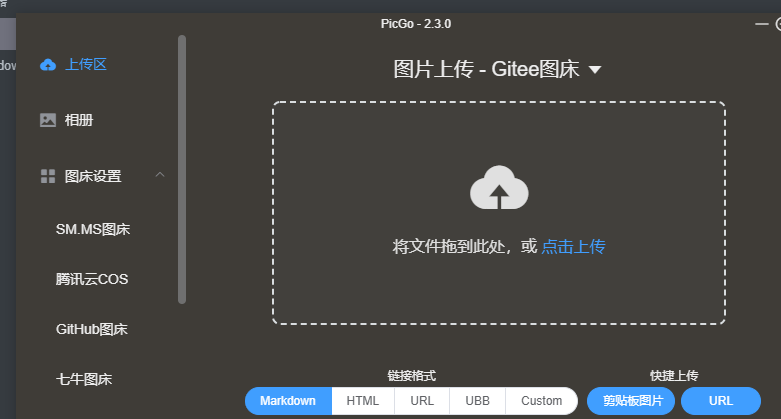 PicGo - 2.3.0
上传区
图片上传 - Gitee图床
相册
图床设置
SM.MS图床
将文件拖到此处，或 点击上传
腾讯云COS
GitHub图床
七牛图床
链接格式
快捷上传
Markdown HTML URL UBB Custom
剪贴板图片 URL